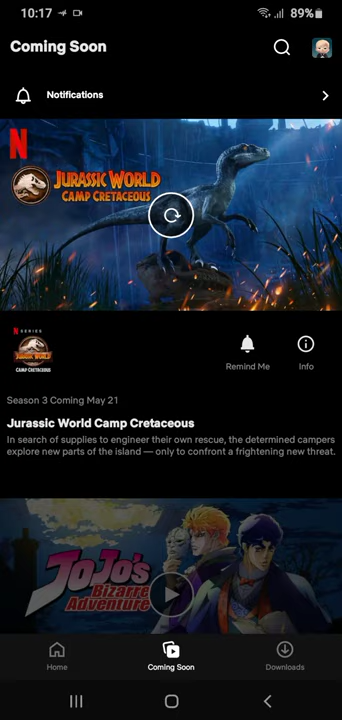 10:17
89%
Coming Soon
Notifications
N
JURASSIC WORLD
CAMP CRETACEOUS
N SERIES
JURASSIC WORLD
CAMP CRETACEOUS
Remind Me
Info
Season 3 Coming May 21
Jurassic World Camp Cretaceous
In search of supplies to engineer their own rescue, the determined campers
explore new parts of the island — only to confront a frightening new threat.
JoJo's
Bizarre
Adventure
Home
Coming Soon
Downloads